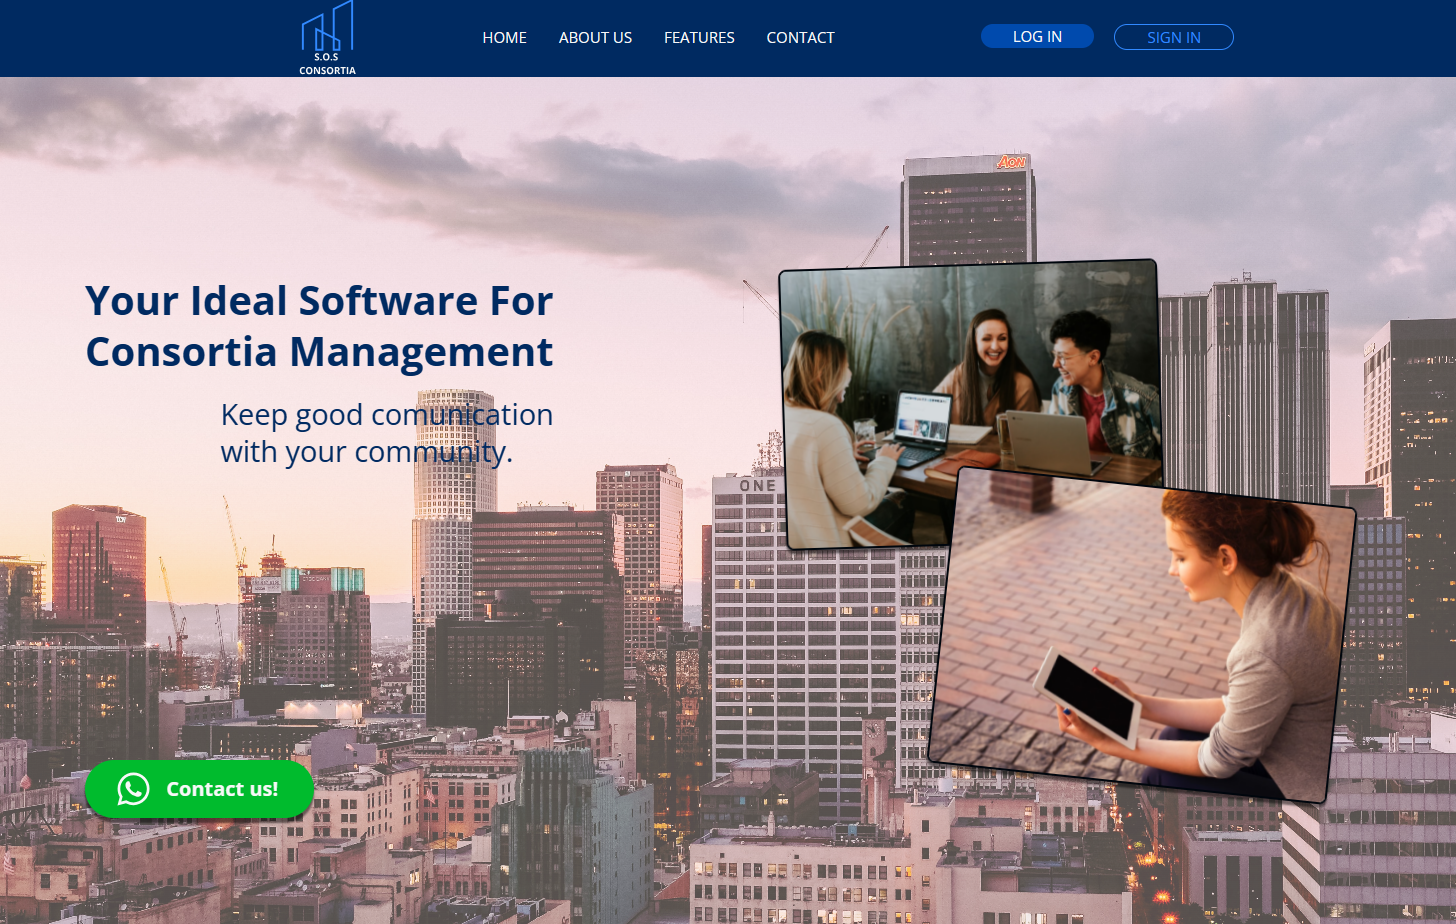 S.O.S
CONSORTIA
HOME ABOUT US FEATURES CONTACT
LOG IN
SIGN IN
AON
Your Ideal Software For
Consortia Management
Keep good comunication
with your community.
ONE
Contact us!